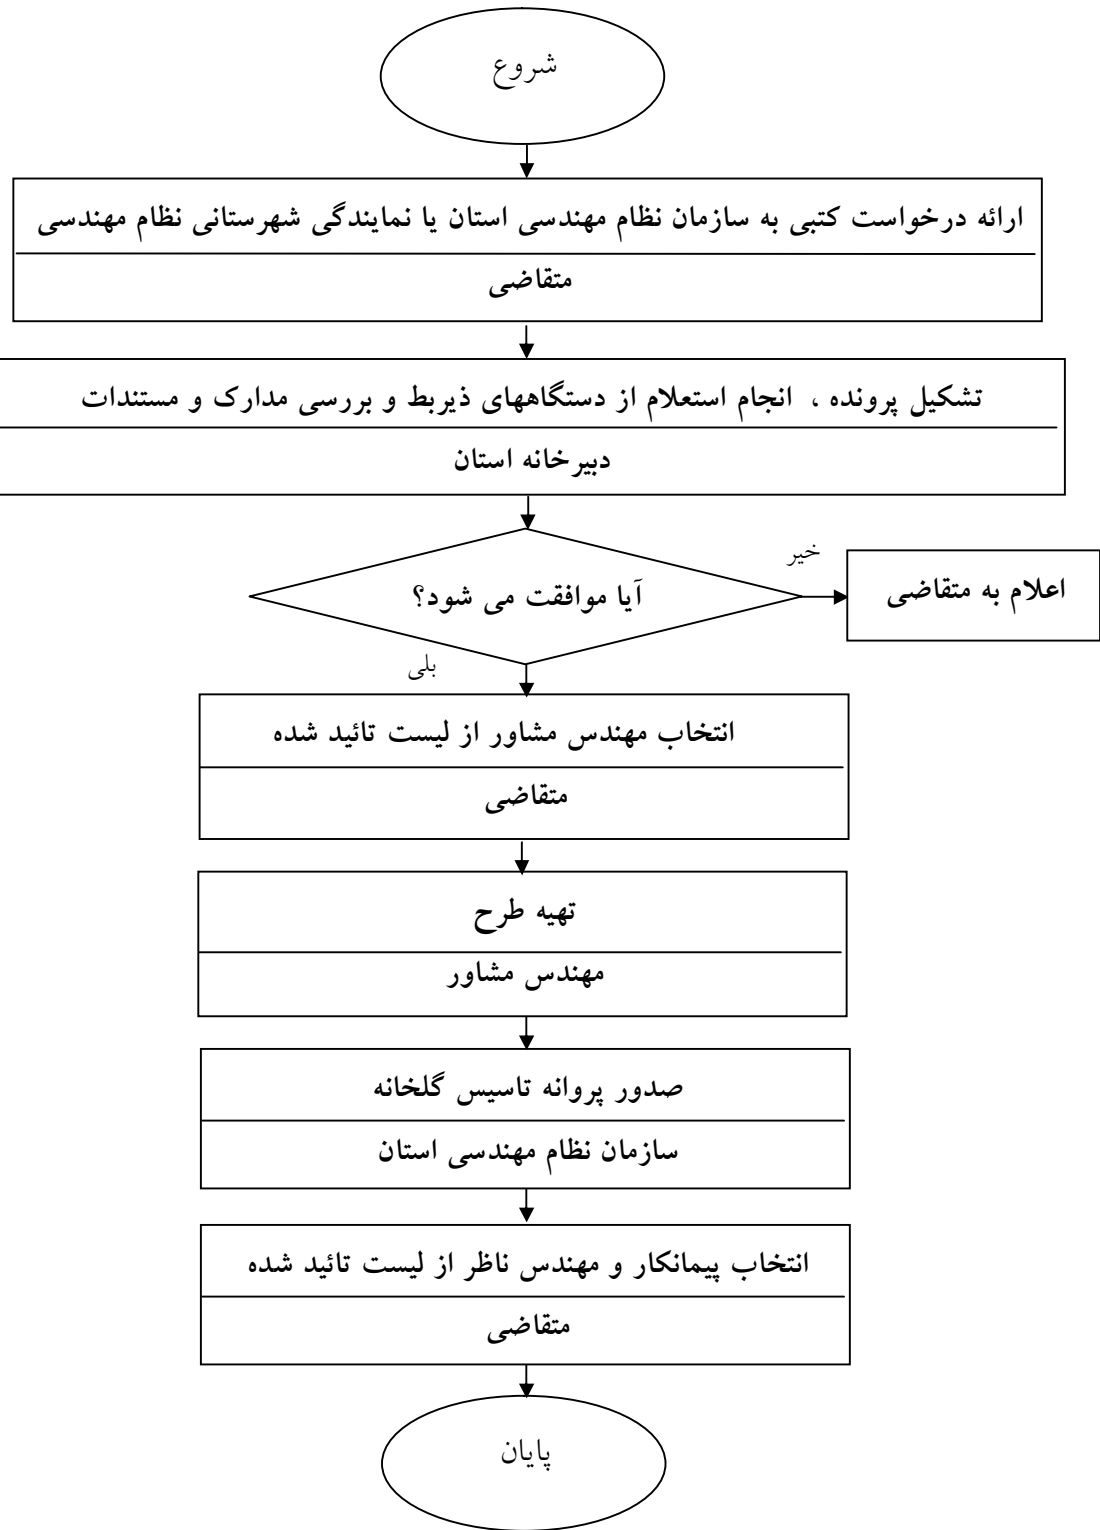 شروع
ارائه درخواست کتبی به سازمان نظام مهندسی استان یا نمایندگی شهرستانی نظام مهندسی
متقاضی
تشکیل پرونده ، انجام استعلام از دستگاههای ذیربط و بررسی مدارک و مستندات
دبیرخانه استان
آیا موافقت می شود؟
خیر
اعلام به متقاضی
بلی
انتخاب مهندس مشاور از لیست تائید شده
متقاضی
تهیه طرح
مهندس مشاور
صدور پروانه تاسیس گلخانه
سازمان نظام مهندسی استان
انتخاب پیمانکار و مهندس ناظر از لیست تائید شده
متقاضی
پایان